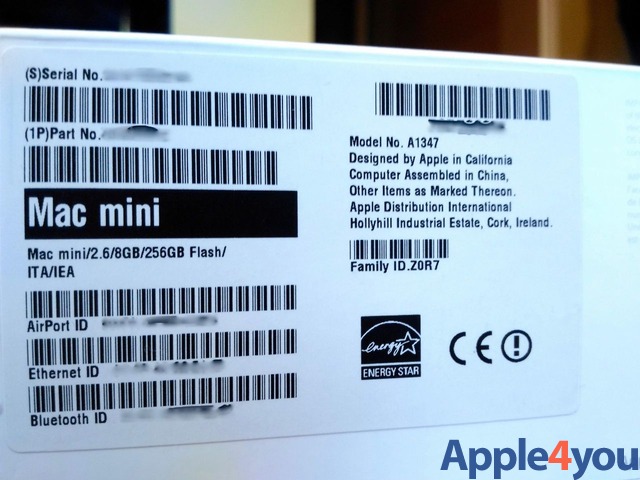 (S)Serial No.
(1P)Part No.
Mac mini
Mac mini/2.6/8GB/256GB Flash/
ITA/IEA
AirPort ID
Ethernet ID
Bluetooth ID
Model No. A1347
Designed by Apple in California
Computer Assembled in China,
Other Items as Marked Thereon.
Apple Distribution International
Hollyhill Industrial Estate, Cork, Ireland.
Family ID.Z0R7
energy
ENERGY STAR
CE
Apple4you